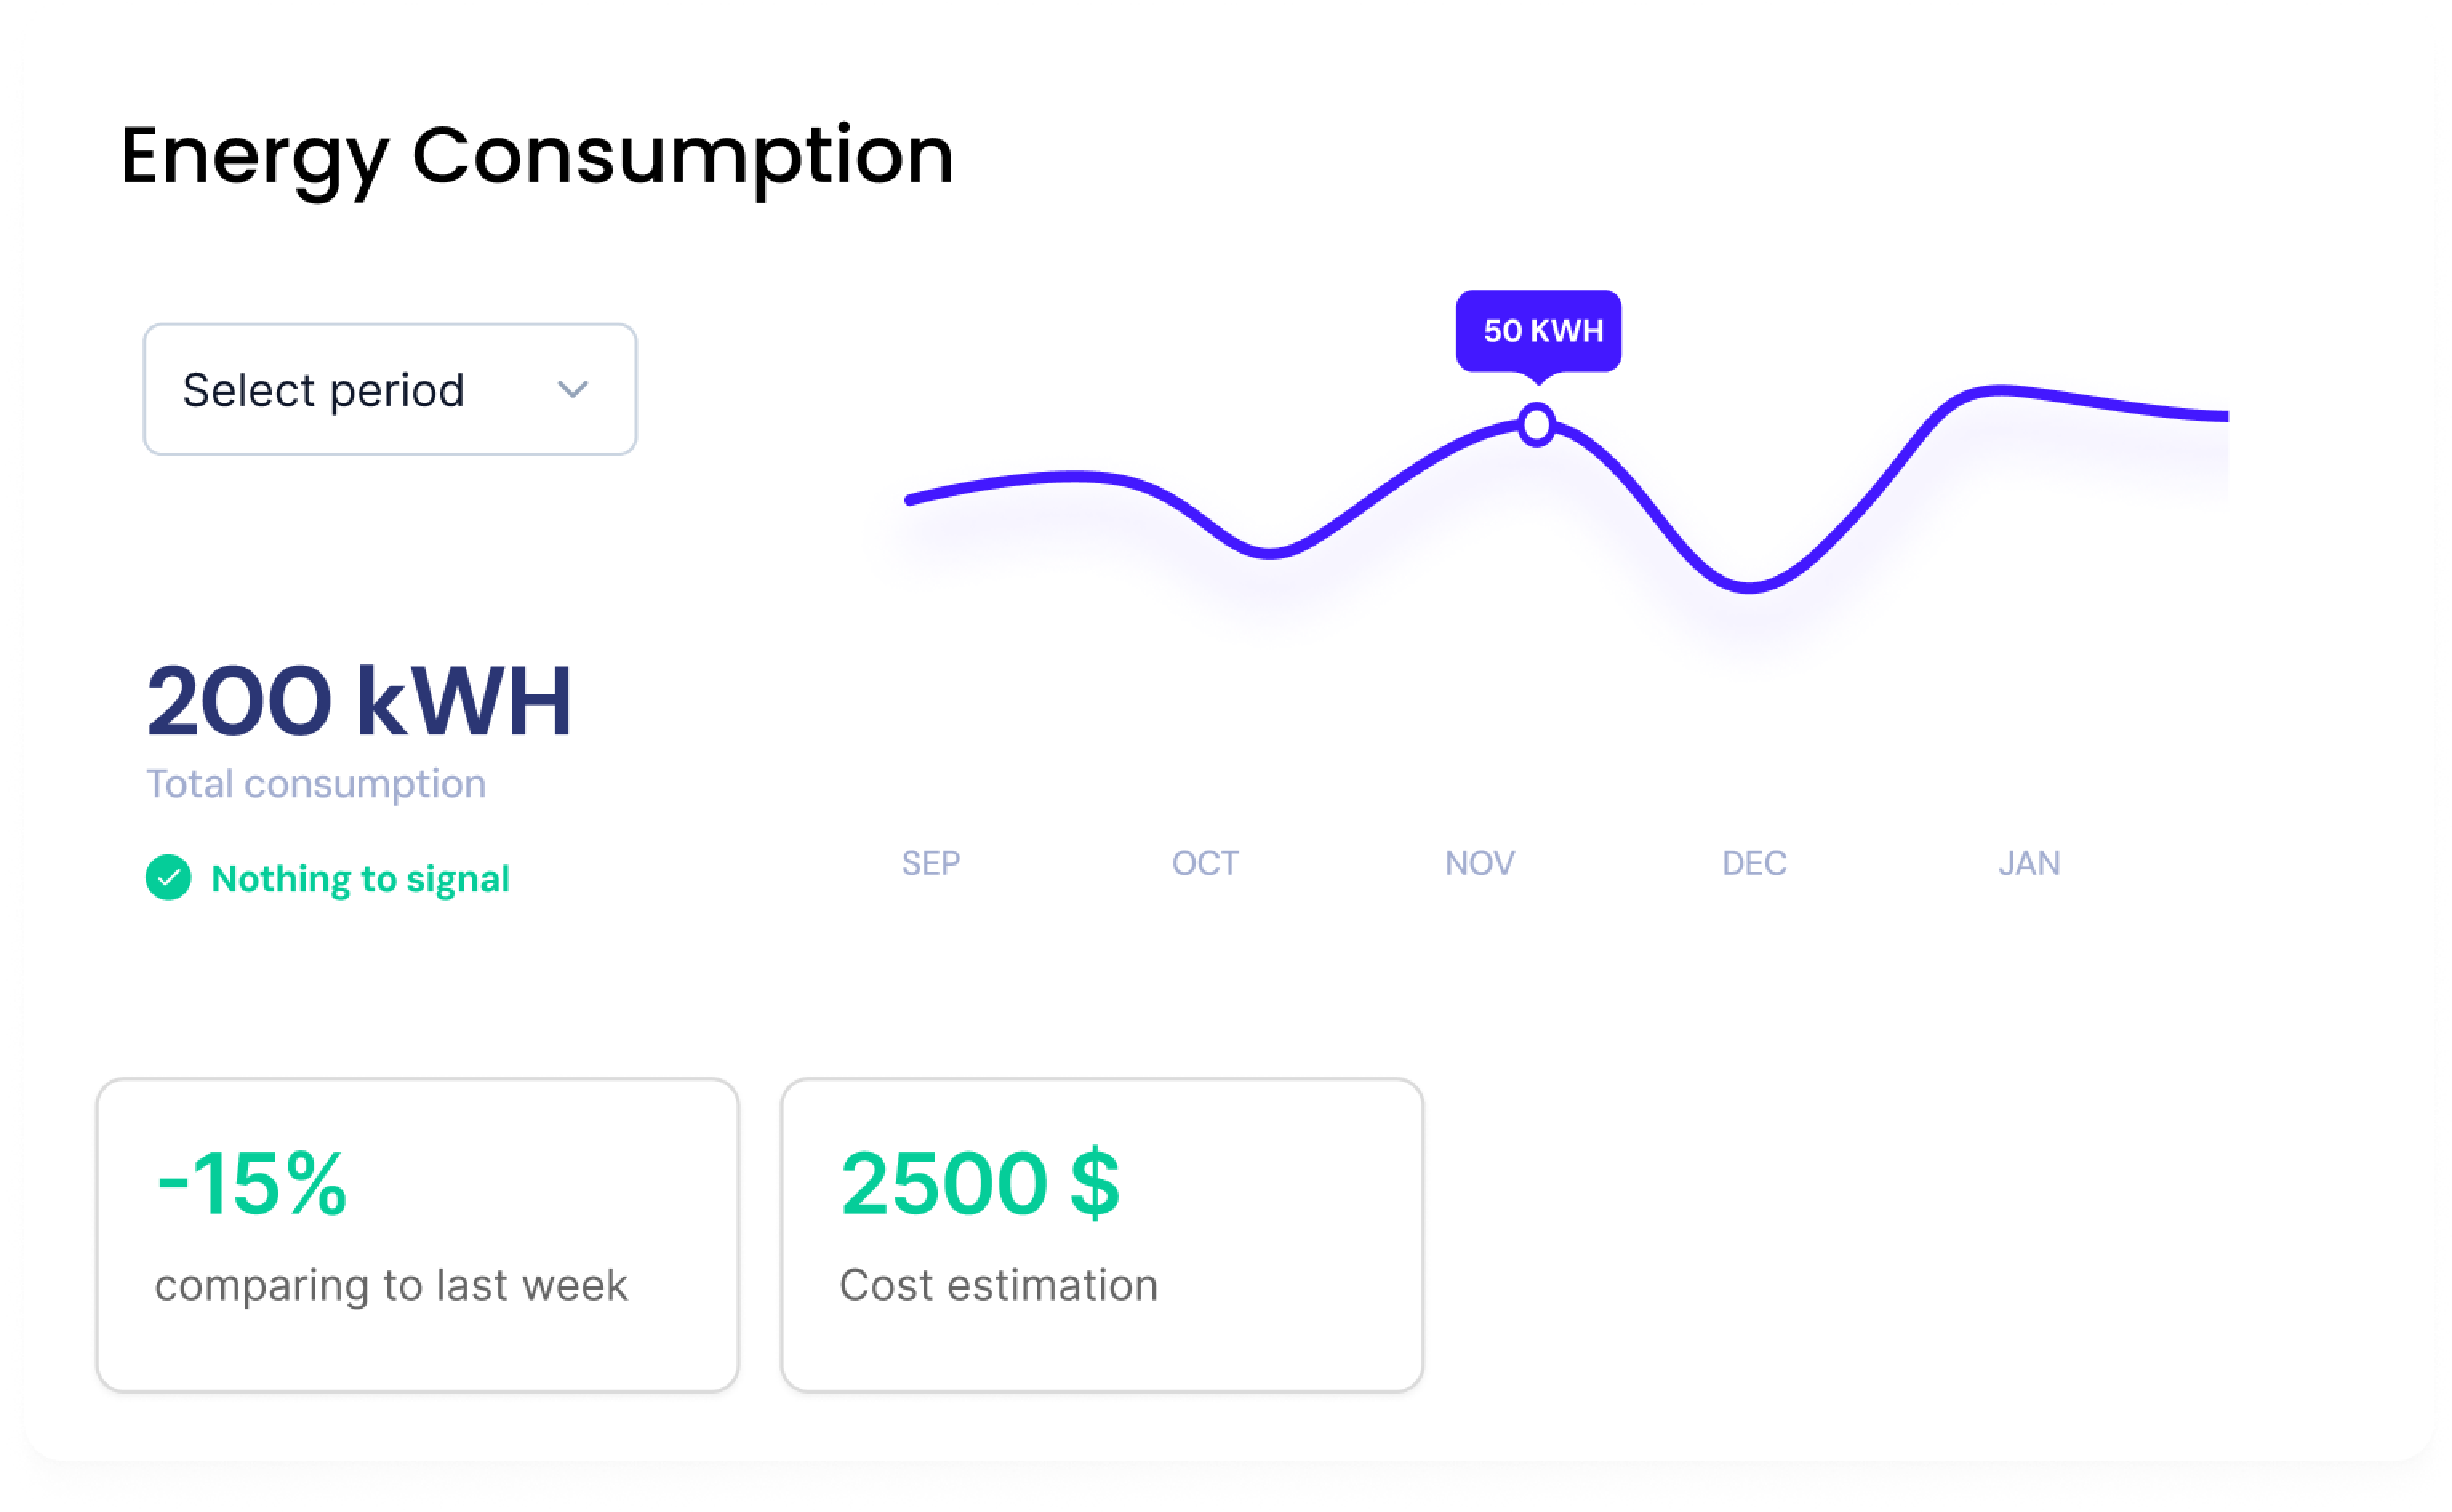 Energy Consumption
Select period
50 KWH
200 kWH
Total consumption
Nothing to signal
SEP OCT NOV DEC JAN
-15%
comparing to last week
2500 $
Cost estimation